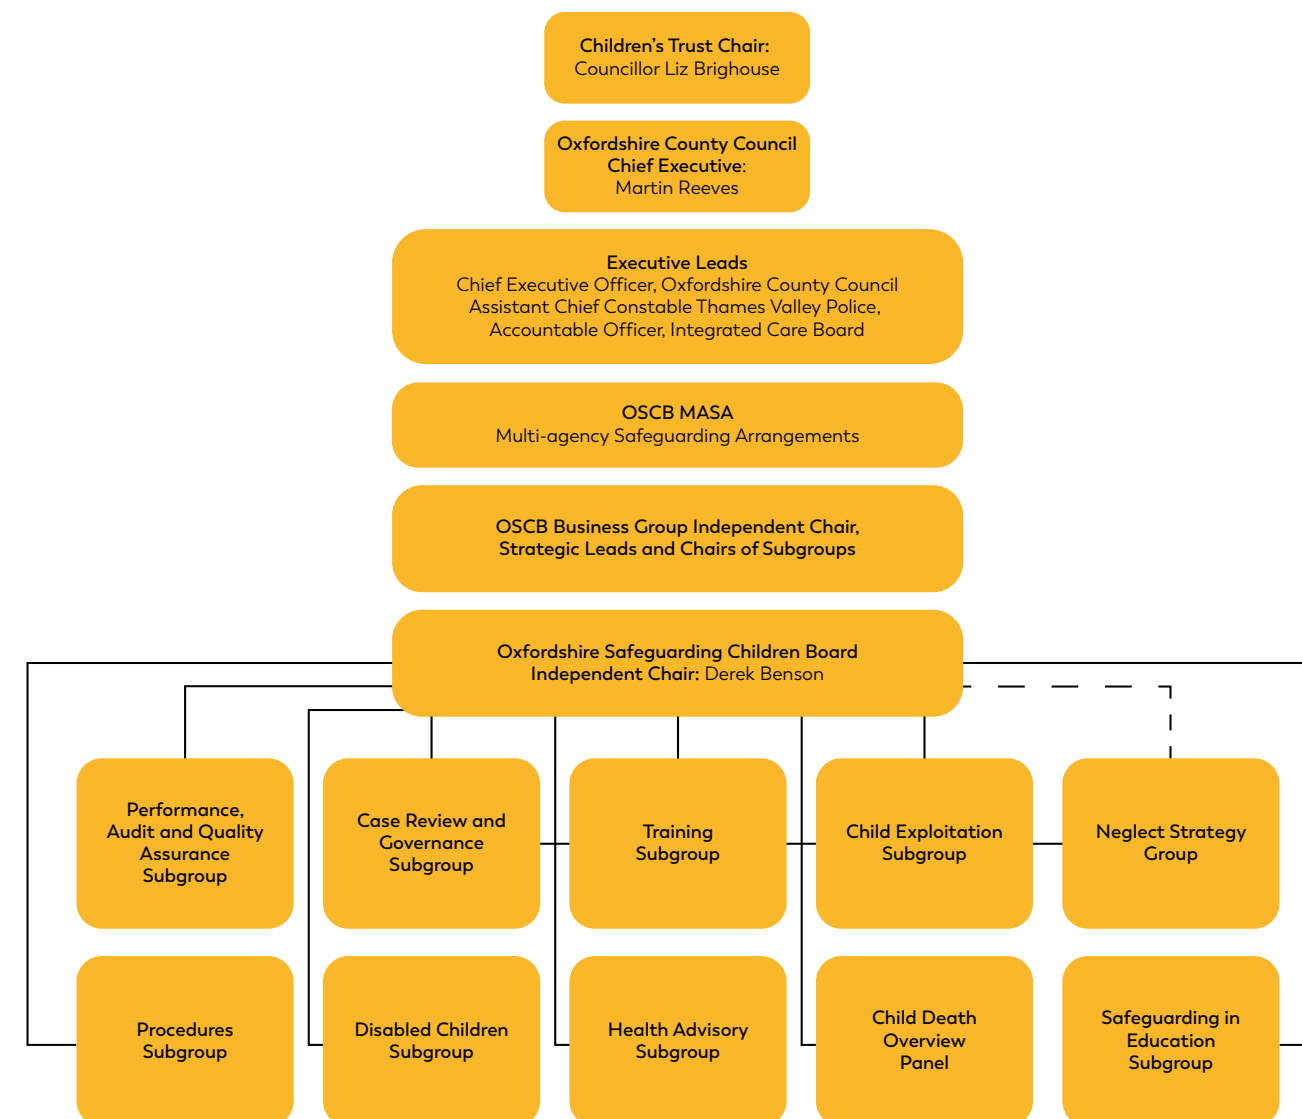 Children’s Trust Chair:
Councillor Liz Brighouse
Oxfordshire County Council
Chief Executive:
Martin Reeves
Executive Leads
Chief Executive Officer, Oxfordshire County Council
Assistant Chief Constable Thames Valley Police,
Accountable Officer, Integrated Care Board
OSCB MASA
Multi-agency Safeguarding Arrangements
OSCB Business Group Independent Chair,
Strategic Leads and Chairs of Subgroups
Oxfordshire Safeguarding Children Board
Independent Chair: Derek Benson
Performance,
Audit and Quality
Assurance
Subgroup
Case Review and
Governance
Subgroup
Training
Subgroup
Child Exploitation
Subgroup
Neglect Strategy
Group
Procedures
Subgroup
Disabled Children
Subgroup
Health Advisory
Subgroup
Child Death
Overview
Panel
Safeguarding in
Education
Subgroup